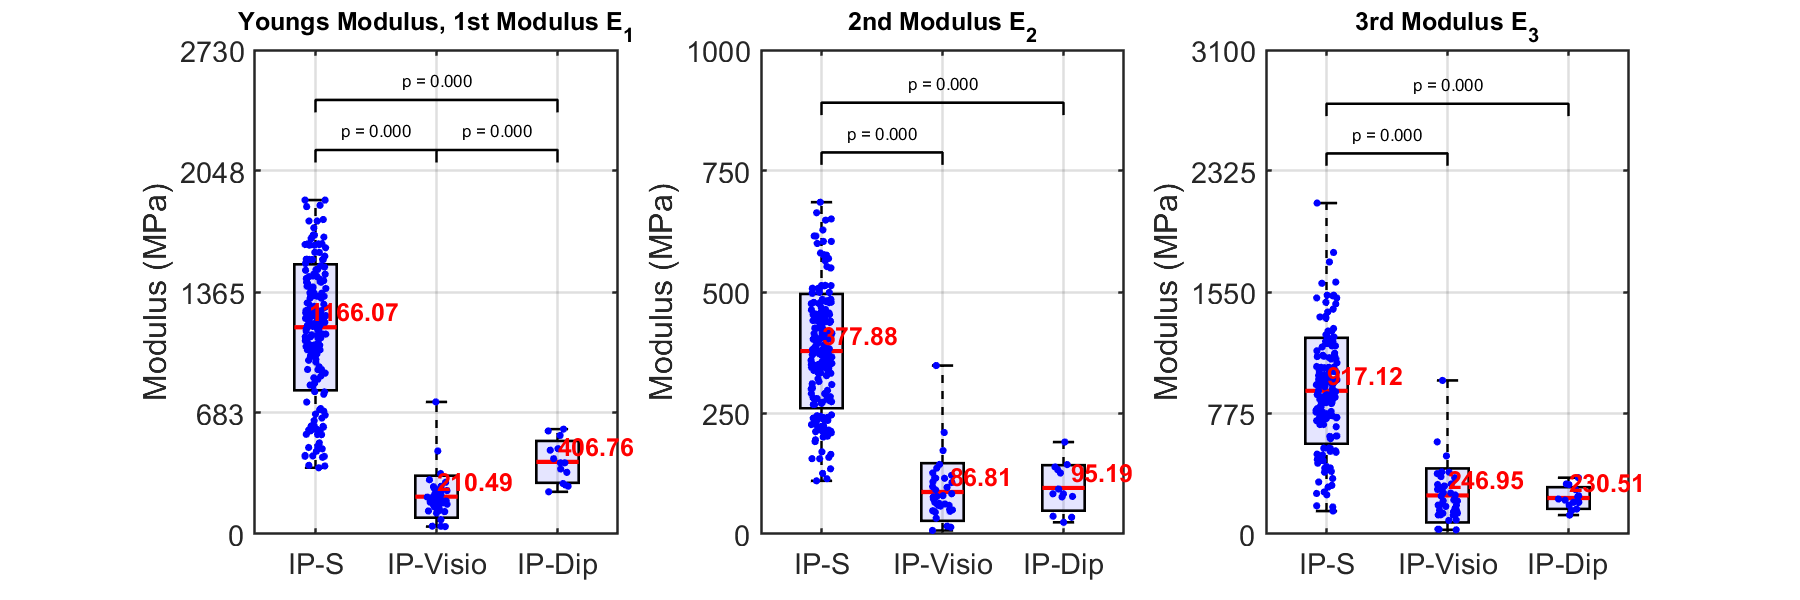 Youngs Modulus, 1st Modulus E1
2730
2048
1365
683
0
Modulus (MPa)
p = 0.000
p = 0.000
p = 0.000
1166.07
210.49
406.76
IP-S
IP-Visio
IP-Dip
2nd Modulus E2
1000
750
500
250
0
Modulus (MPa)
p = 0.000
p = 0.000
377.88
86.81
95.19
IP-S
IP-Visio
IP-Dip
3rd Modulus E3
3100
2325
1550
775
0
Modulus (MPa)
p = 0.000
p = 0.000
917.12
246.95
230.51
IP-S
IP-Visio
IP-Dip